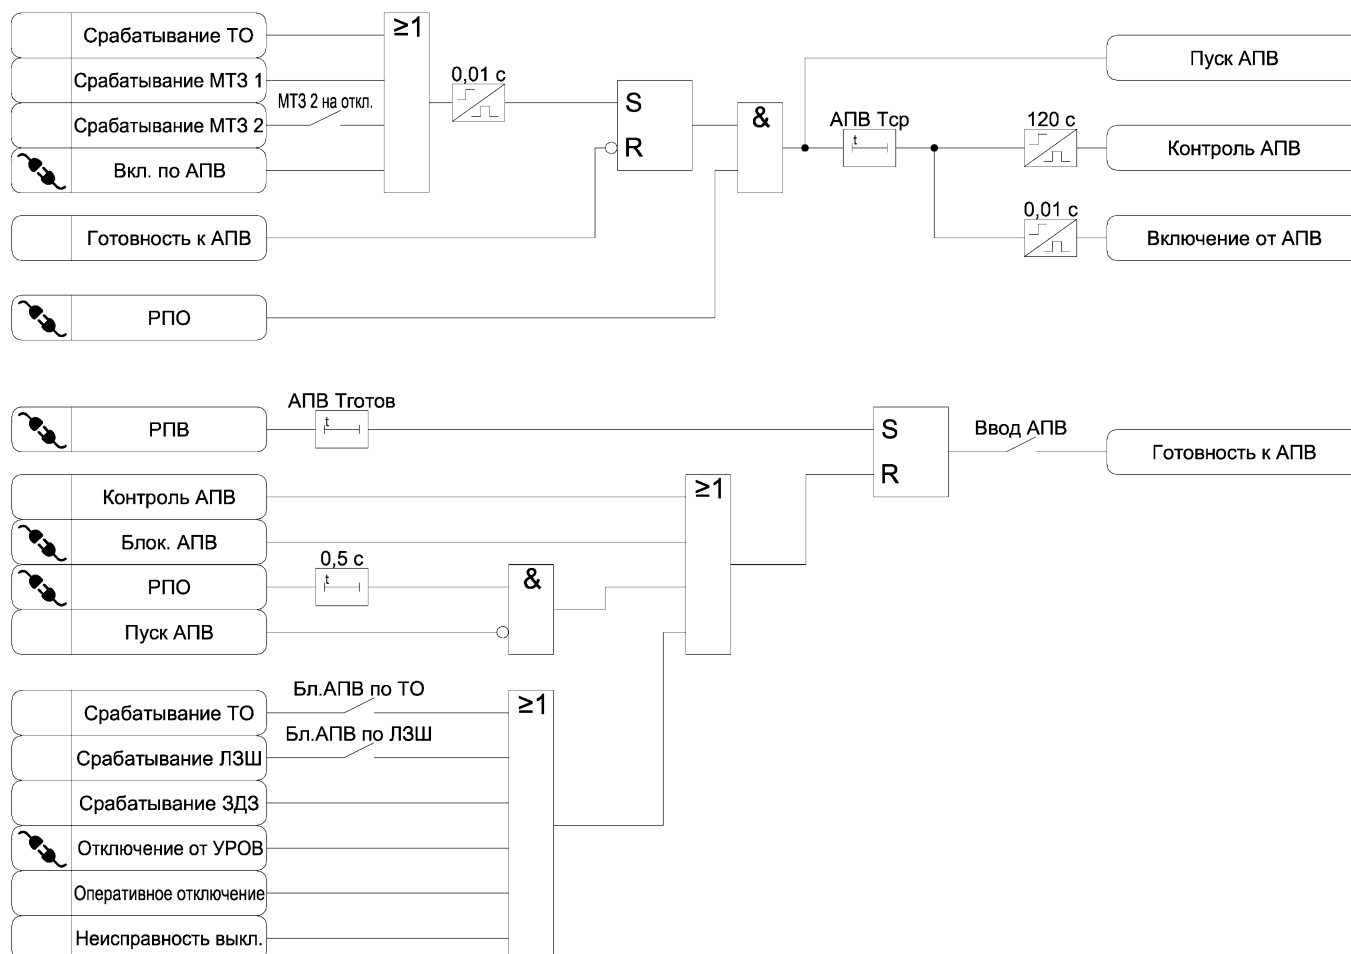 Срабатывание ТО
≥1
Срабатывание МТЗ 1
0,01 с
МТЗ 2 на откл.
Срабатывание МТЗ 2
Вкл. по АПВ
S
R
&
Пуск АПВ
АПВ Тср
t
120 с
Контроль АПВ
Готовность к АПВ
0,01 с
Включение от АПВ
РПО
АПВ Тготов
РПВ
t
S
R
Ввод АПВ
Готовность к АПВ
Контроль АПВ
≥1
Блок. АПВ
0,5 с
РПО
t
&
Пуск АПВ
Бл.АПВ по ТО
Срабатывание ТО
≥1
Бл.АПВ по ЛЗШ
Срабатывание ЛЗШ
Срабатывание ЗДЗ
Отключение от УРОВ
Оперативное отключение
Неисправность выкл.